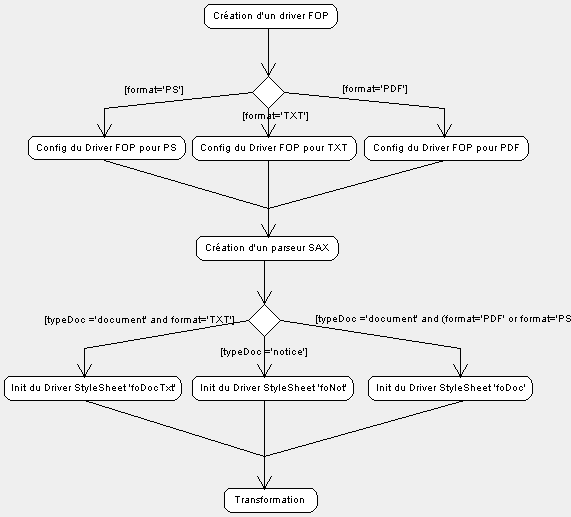 Création d'un driver FOP
[format='PS']
[format='PDF']
[format='TXT']
Config du Driver FOP pour PS
Config du Driver FOP pour TXT
Config du Driver FOP pour PDF
Création d'un parseur SAX
[typeDoc ='document' and format='TXT']
[typeDoc ='document' and (format='PDF' or format='PS
[typeDoc ='notice']
Init du Driver StyleSheet 'foDocTxt'
Init du Driver StyleSheet 'foNot'
Init du Driver StyleSheet 'foDoc'
Transformation